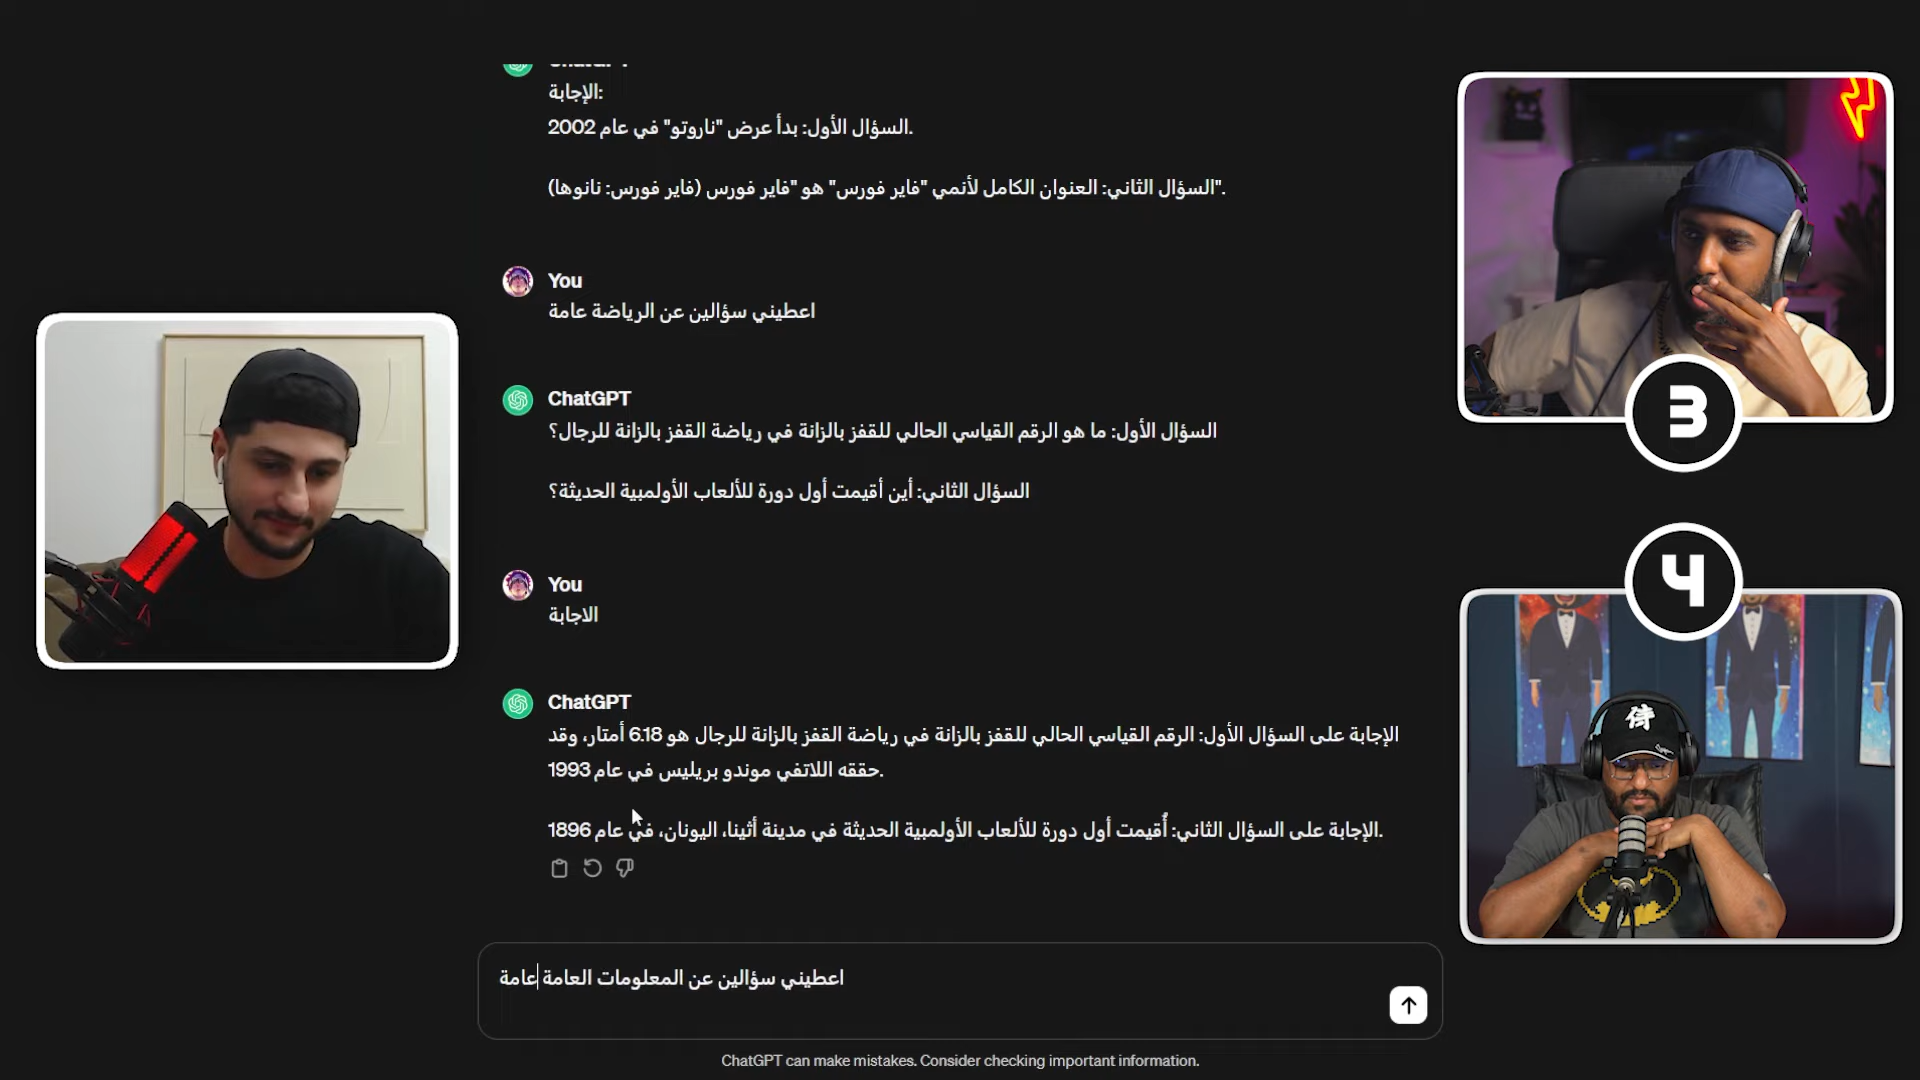 ChatGPT
الإجابة:
السؤال الأول: بدأ عرض "ناروتو" في عام 2002.
السؤال الثاني: العنوان الكامل لأنمي "فاير فورس" هو "فاير فورس (فاير فورس: نانوها)".
You
اعطيني سؤالين عن الرياضة عامة
ChatGPT
السؤال الأول: ما هو الرقم القياسي الحالي للقفز بالزانة في رياضة القفز بالزانة للرجال؟
السؤال الثاني: أين أقيمت أول دورة للألعاب الأولمبية الحديثة؟
You
الاجابة
ChatGPT
الإجابة على السؤال الأول: الرقم القياسي الحالي للقفز بالزانة في رياضة القفز بالزانة للرجال هو 6.18 أمتار، وقد
حققه اللاتفي موندو بريليس في عام 1993.
الإجابة على السؤال الثاني: أُقيمت أول دورة للألعاب الأولمبية الحديثة في مدينة أثينا، اليونان، في عام 1896.
اعطيني سؤالين عن المعلومات العامة عامة
ChatGPT can make mistakes. Consider checking important information.
3
4
侍